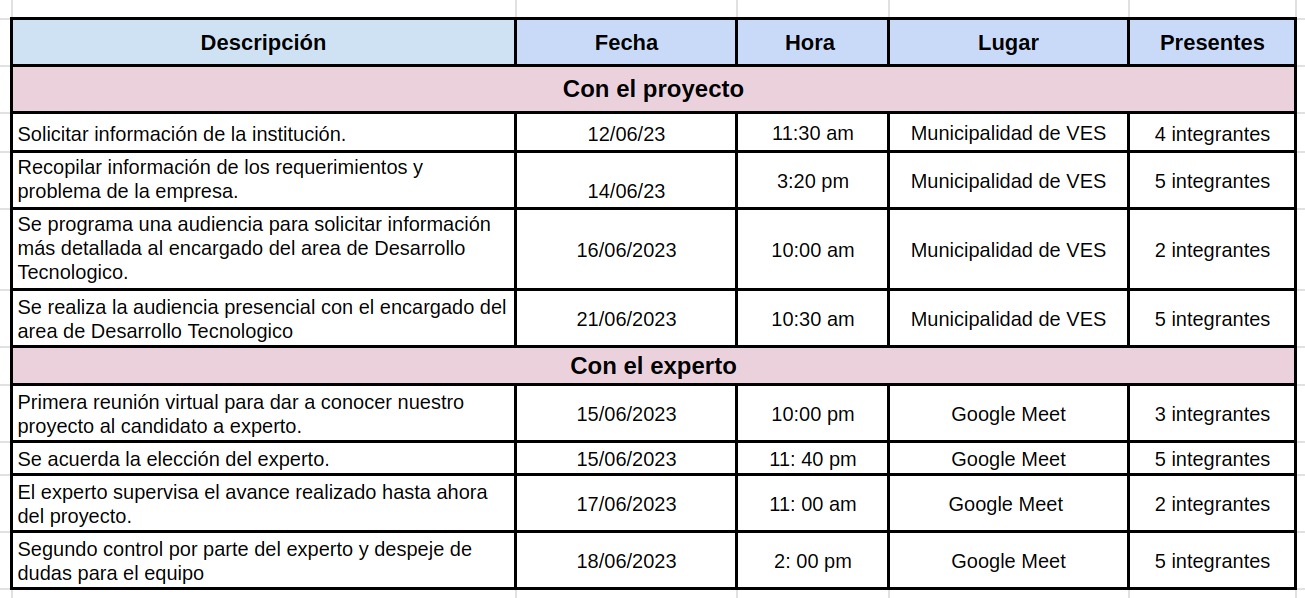 Descripción Fecha Hora Lugar Presentes
Con el proyecto
Solicitar información de la institución. 12/06/23 11:30 am Municipalidad de VES 4 integrantes
Recopilar información de los requerimientos y
problema de la empresa. 14/06/23 3:20 pm Municipalidad de VES 5 integrantes
Se programa una audiencia para solicitar información
más detallada al encargado del area de Desarrollo
Tecnologico. 16/06/2023 10:00 am Municipalidad de VES 2 integrantes
Se realiza la audiencia presencial con el encargado del
area de Desarrollo Tecnologico 21/06/2023 10:30 am Municipalidad de VES 5 integrantes
Con el experto
Primera reunión virtual para dar a conocer nuestro
proyecto al candidato a experto. 15/06/2023 10:00 pm Google Meet 3 integrantes
Se acuerda la elección del experto. 15/06/2023 11: 40 pm Google Meet 5 integrantes
El experto supervisa el avance realizado hasta ahora
del proyecto. 17/06/2023 11: 00 am Google Meet 2 integrantes
Segundo control por parte del experto y despeje de
dudas para el equipo 18/06/2023 2: 00 pm Google Meet 5 integrantes